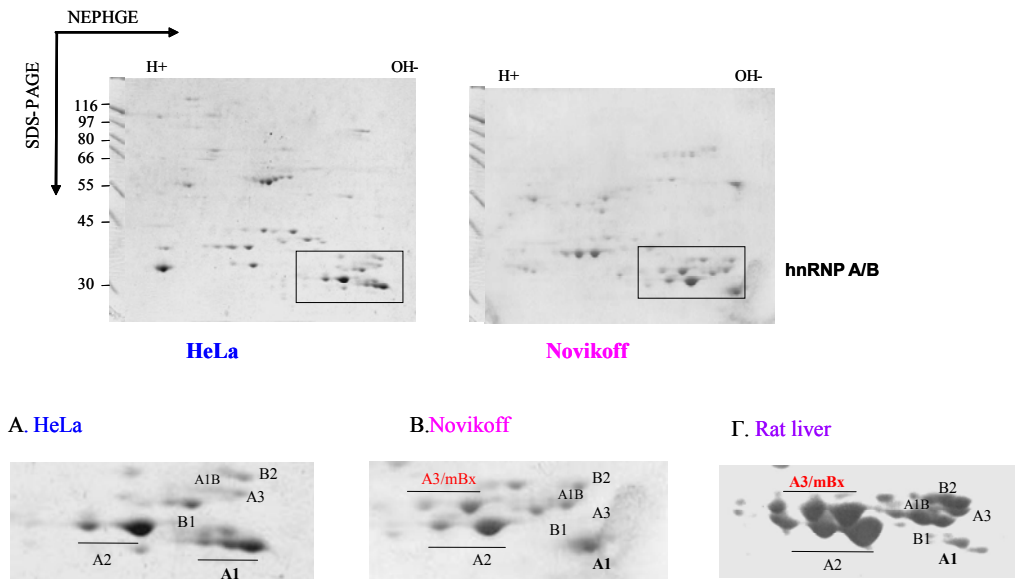 NEPHGE
SDS-PAGE
H+
OH-
H+
OH-
116
97
80
66
55
45
30
hnRNP A/B
HeLa
Novikoff
Α. HeLa
Β.Novikoff
Γ. Rat liver
A1B
B2
A3
B1
A2
A1
A3/mBx
B2
A1B
A3
B1
A2
A1
A3/mBx
B2
A1B
A3
B1
A2
A1